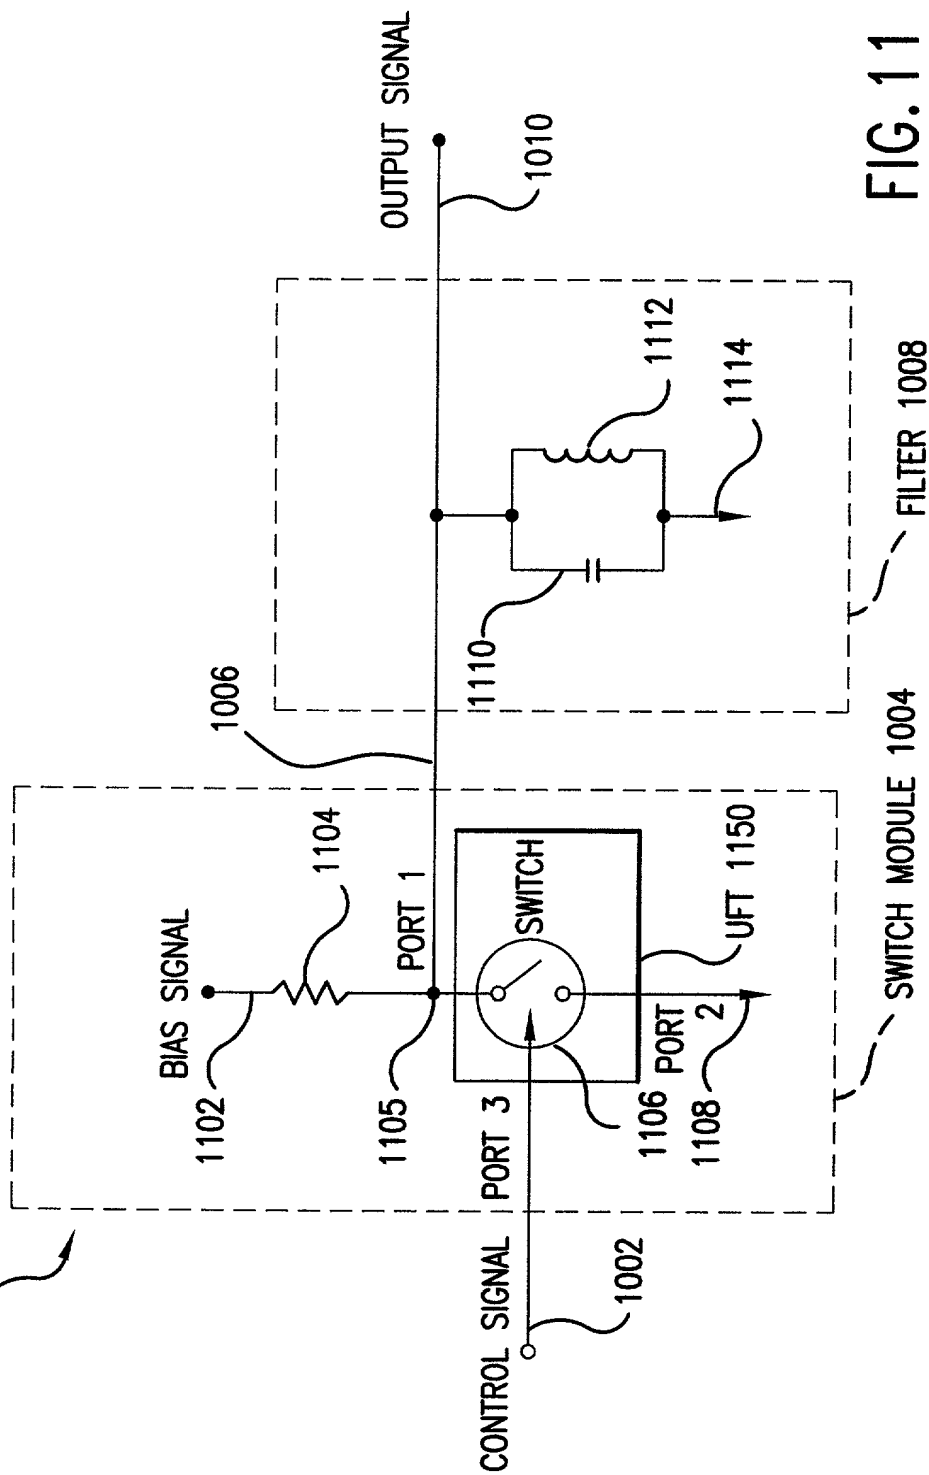 BIAS SIGNAL
1102
1104
1105
PORT 1
1006
OUTPUT SIGNAL
1010
CONTROL SIGNAL
1002
PORT 3
SWITCH
1106
PORT
2
1108
UFT 1150
SWITCH MODULE 1004
1110
1112
1114
FILTER 1008
FIG. 11